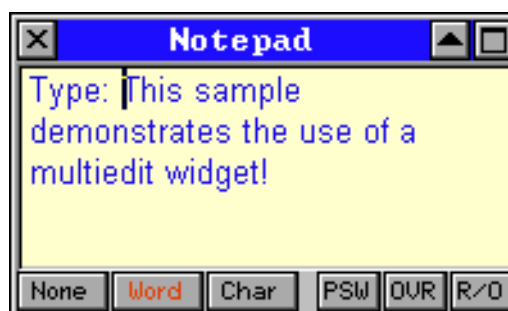 Notepad
Type: This sample
demonstrates the use of a
multiedit widget!
None Word Char PSW OVR R/O